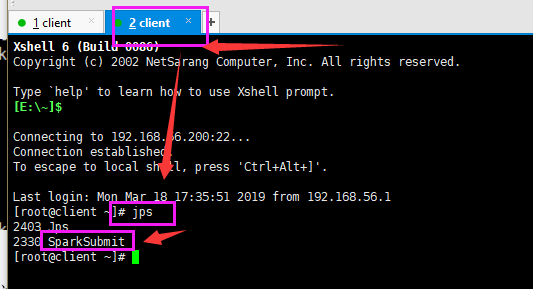 1 client
2 client
Xshell 6 (Build 0086)
Copyright (c) 2002 NetSarang Computer, Inc. All rights reserved.
Type `help' to learn how to use Xshell prompt.
[E:\~]$
Connecting to 192.168.56.200:22...
Connection established.
To escape to local shell, press 'Ctrl+Alt+]'.
Last login: Mon Mar 18 17:35:51 2019 from 192.168.56.1
[root@client ~]# jps
2403 Jps
2330 SparkSubmit
[root@client ~]#